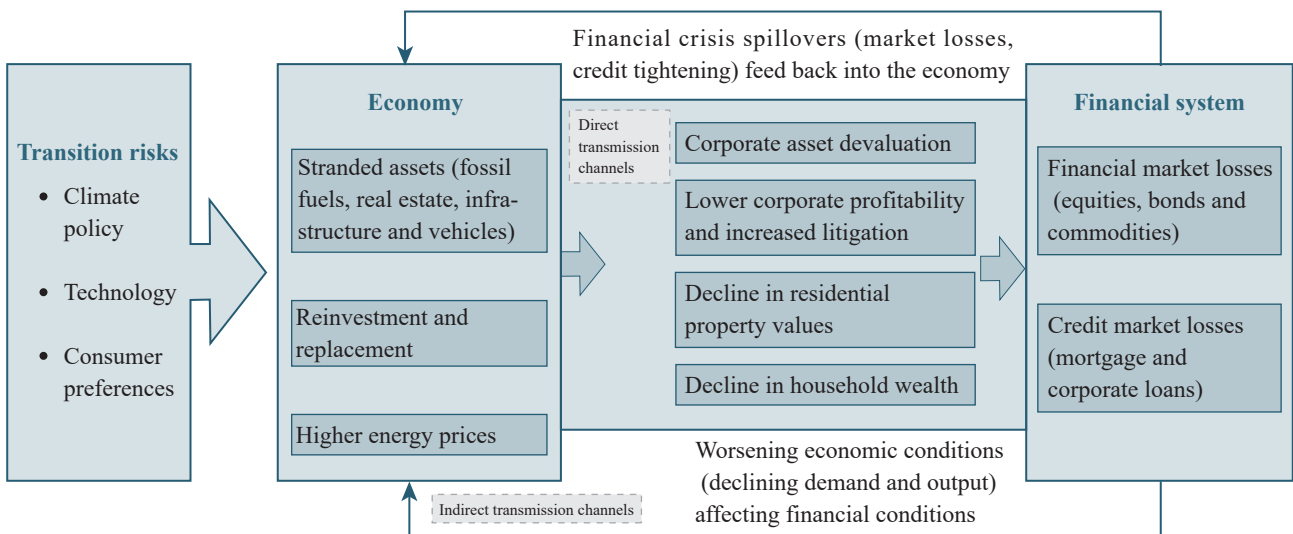 Financial crisis spillovers (market losses,
credit tightening) feed back into the economy
Transition risks
• Climate
policy
• Technology
• Consumer
preferences
Economy
Stranded assets (fossil
fuels, real estate, infra-
structure and vehicles)
Reinvestment and
replacement
Higher energy prices
Direct
transmission
channels
Corporate asset devaluation
Lower corporate profitability
and increased litigation
Decline in residential
property values
Decline in household wealth
Financial system
Financial market losses
(equities, bonds and
commodities)
Credit market losses
(mortgage and
corporate loans)
Indirect transmission channels
Worsening economic conditions
(declining demand and output)
affecting financial conditions